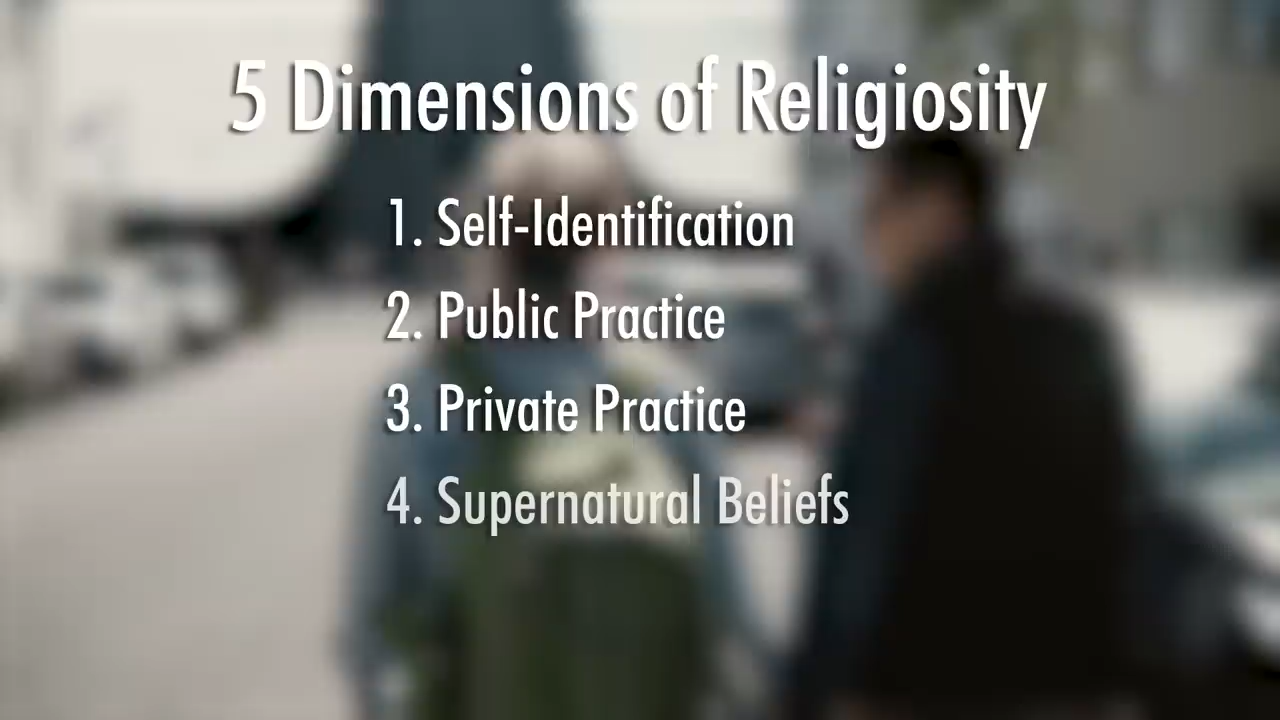 5 Dimensions of Religiosity
1. Self-Identification
2. Public Practice
3. Private Practice
4. Supernatural Beliefs